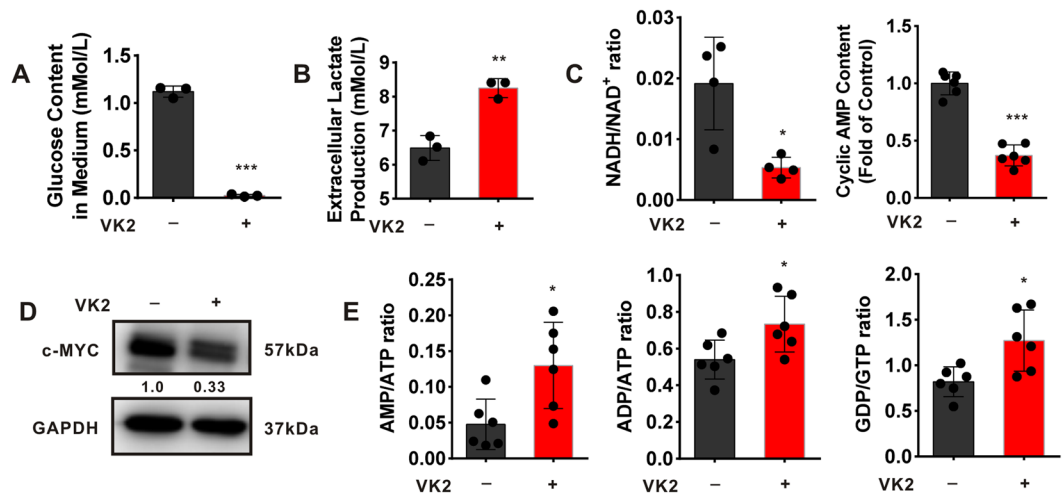 A
Glucose Content
in Medium (mMol/L)
1.5
1.0
0.5
0.0
***
VK2 – +
B
Extracellular Lactate
Production (mMol/L)
10
9
8
7
6
5
**
VK2 – +
C
NADH/NAD+ ratio
0.03
0.02
0.01
0.00
*
VK2 – +
Cyclic AMP Content
(Fold of Control)
1.5
1.0
0.5
0.0
***
VK2 – +
D
VK2 – +
c-MYC 57kDa
1.0 0.33
GAPDH 37kDa
E
AMP/ATP ratio
0.25
0.20
0.15
0.10
0.05
0.00
*
VK2 – +
ADP/ATP ratio
1.0
0.8
0.6
0.4
0.2
0.0
*
VK2 – +
GDP/GTP ratio
2.0
1.5
1.0
0.5
0.0
*
VK2 – +